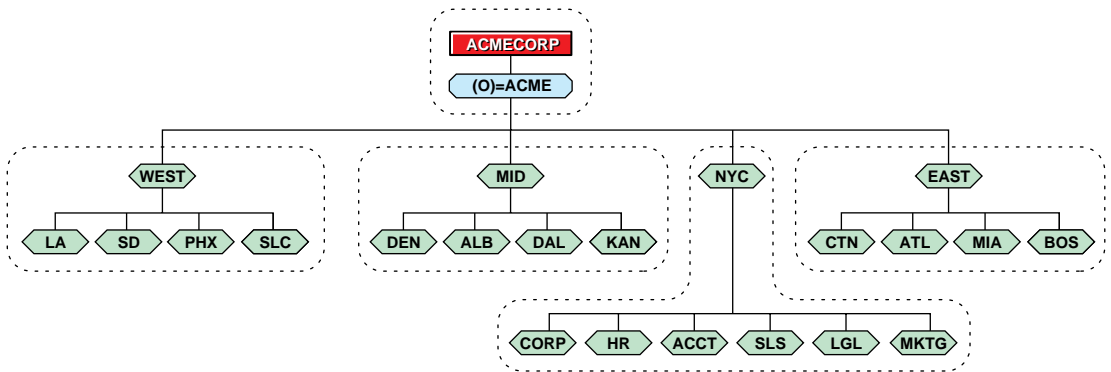 ACMECORP
(O)=ACME
WEST MID NYC EAST
LA SD PHX SLC DEN ALB DAL KAN CTN ATL MIA BOS
CORP HR ACCT SLS LGL MKTG